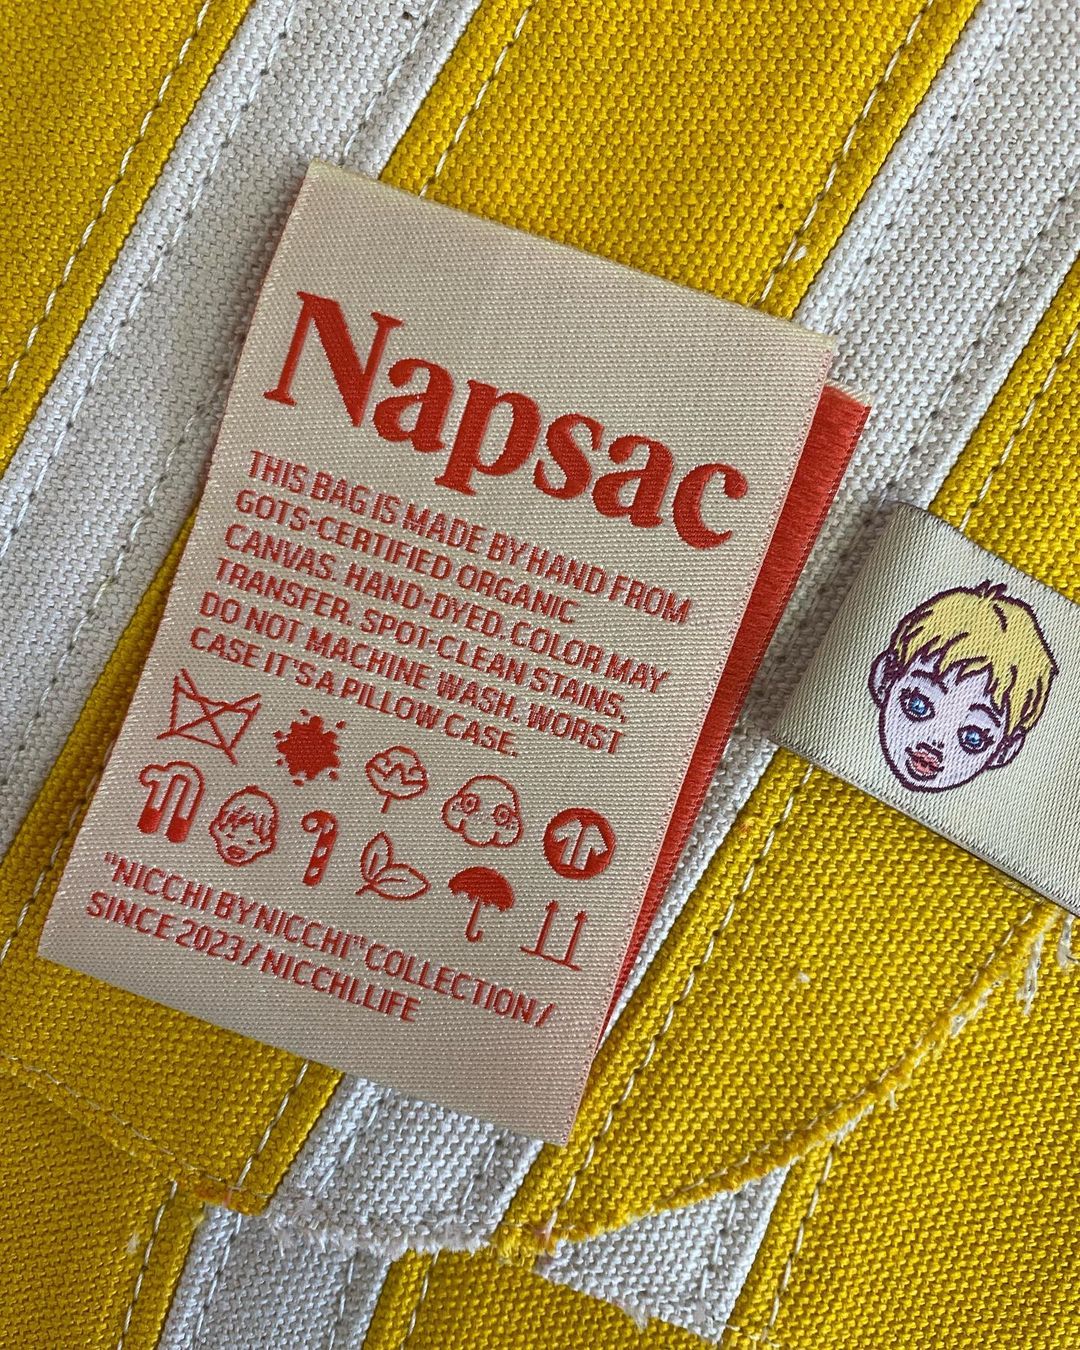 Napsac
THIS BAG IS MADE BY HAND FROM
GOTS-CERTIFIED ORGANIC
CANVAS. HAND-DYED. COLOR MAY
TRANSFER. SPOT-CLEAN STAINS,
DO NOT MACHINE WASH. WORST
CASE IT'S A PILLOW CASE.
"NICCHI BY NICCHI" COLLECTION /
SINCE 2023 / NICCHI.LIFE